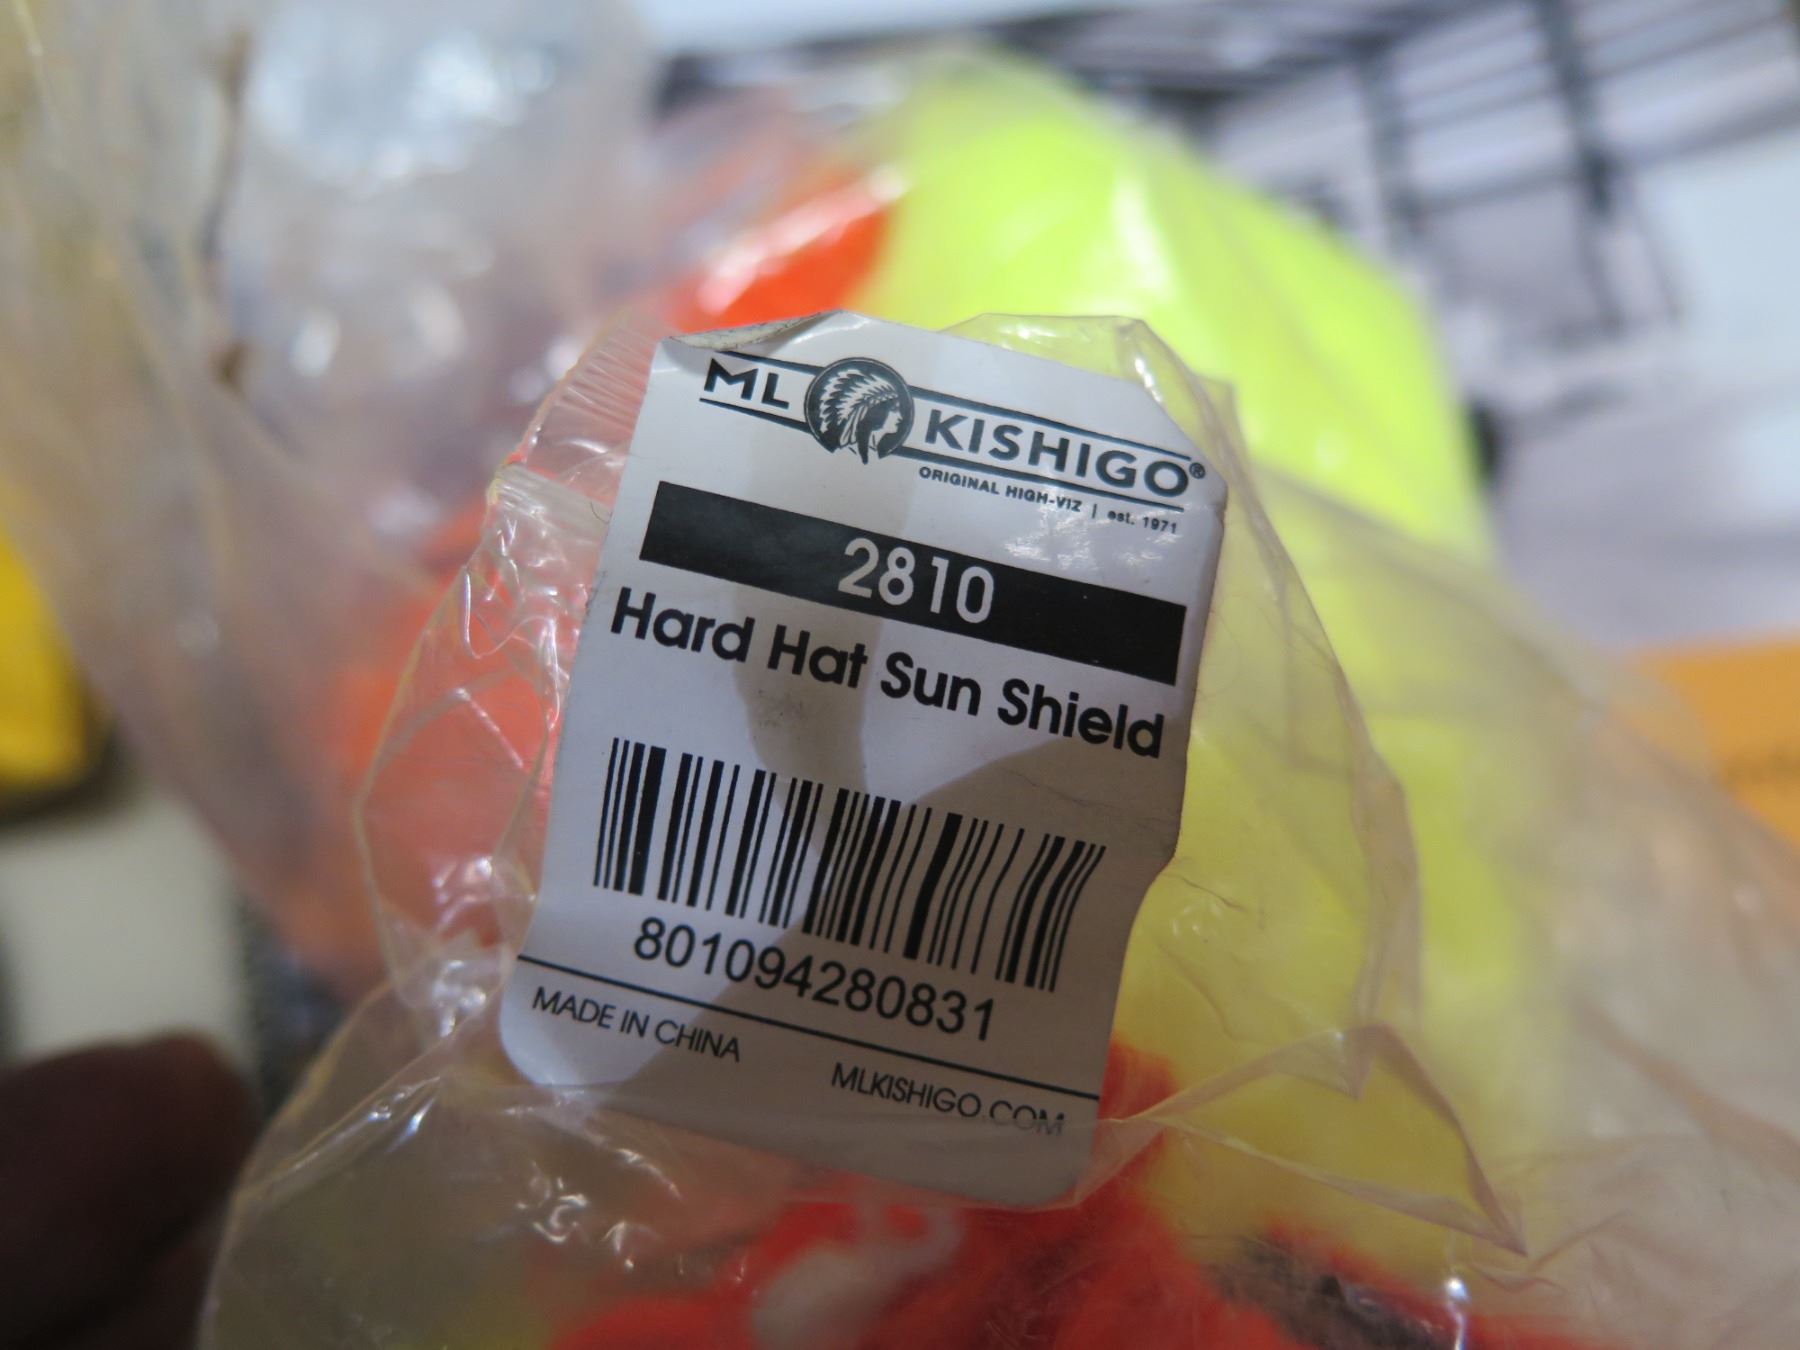 ML KISHIGO®
ORIGINAL HIGH-VIZ | est. 1971
2810
Hard Hat Sun Shield
801094280831
MADE IN CHINA
MLKISHIGO.COM